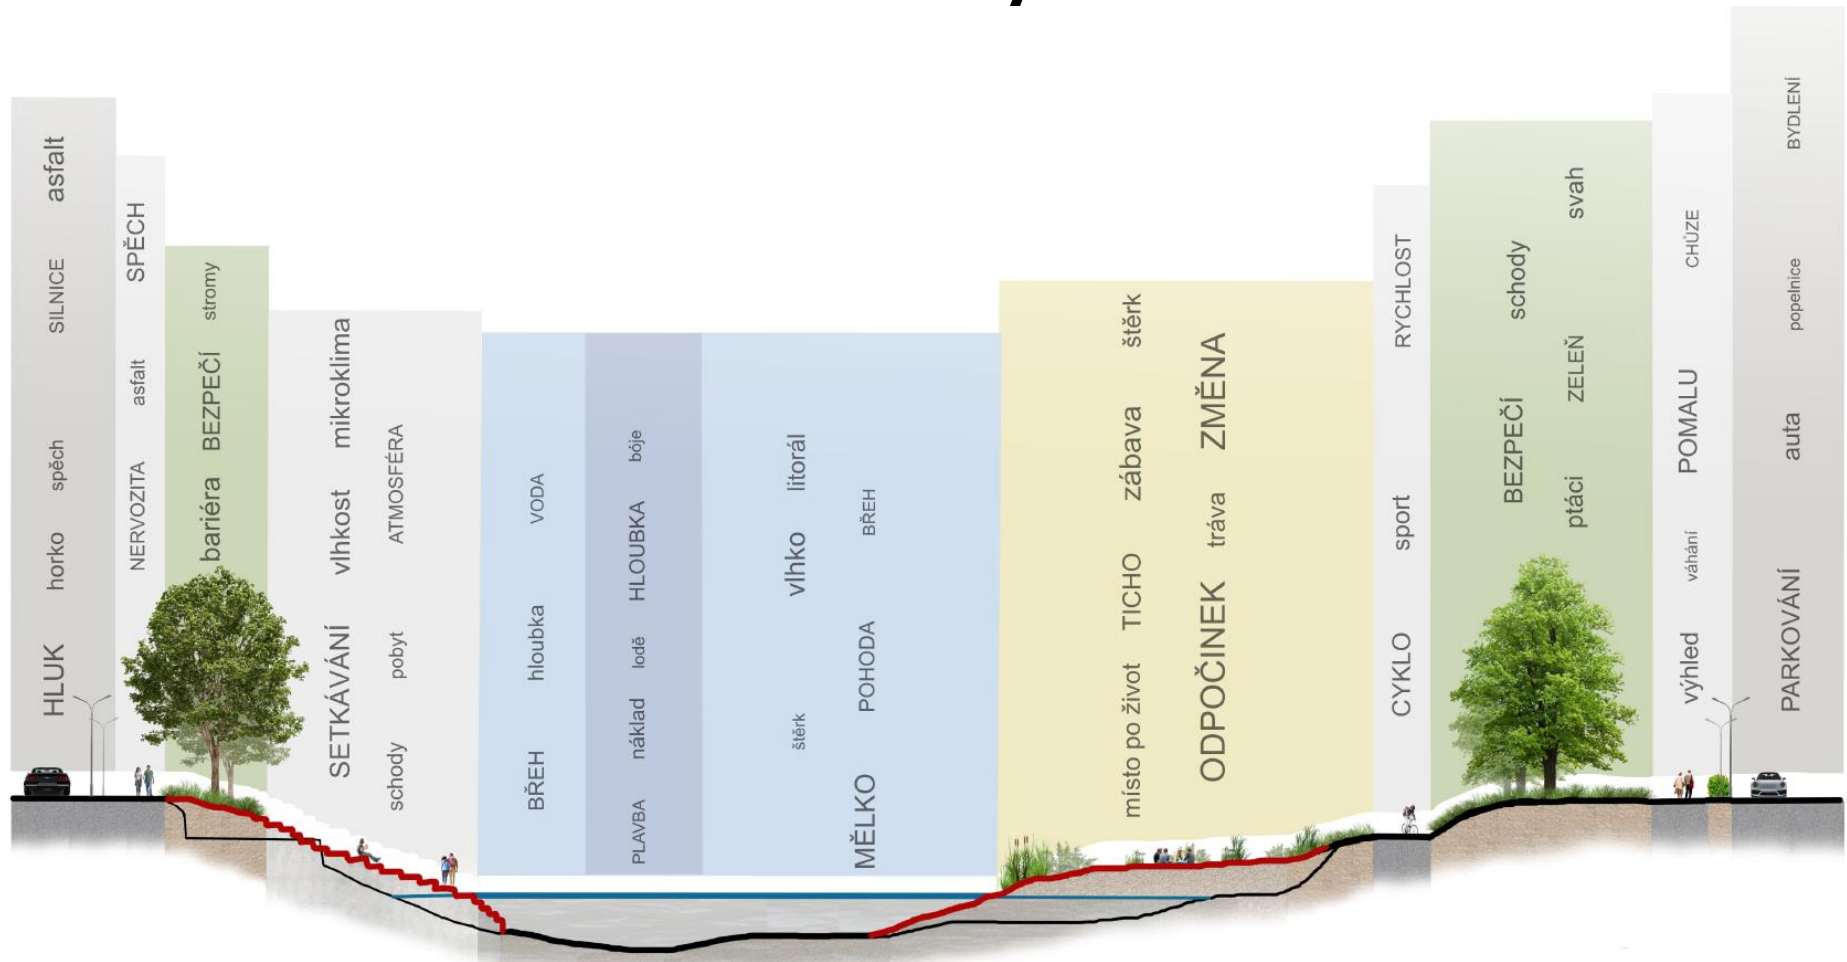 HLUK horko spěch SILNICE asfalt
NERVOZITA asfalt SPĚCH
bariéra BEZPEČÍ stromy
SETKÁVÁNÍ vlhkost mikroklima
schody pobyt ATMOSFÉRA
BŘEH hloubka VODA
PLAVBA náklad lodě HLOUBKA bóje
štěrk vlhko litorál
MĚLKO POHODA BŘEH
místo po život TICHO zábava štěrk
ODPOČINEK tráva ZMĚNA
CYKLO sport RYCHLOST
BEZPEČÍ schody
ptáci ZELEŇ svah
výhled váhání POMALU CHŮZE
PARKOVÁNÍ auta popelnice BYDLENÍ